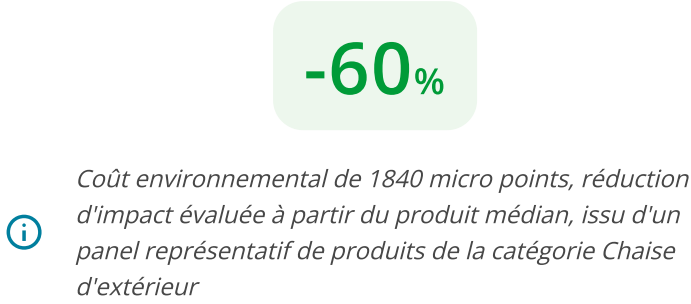 -60%
Coût environnemental de 1840 micro points, réduction
d'impact évaluée à partir du produit médian, issu d'un
panel représentatif de produits de la catégorie Chaise
d'extérieur